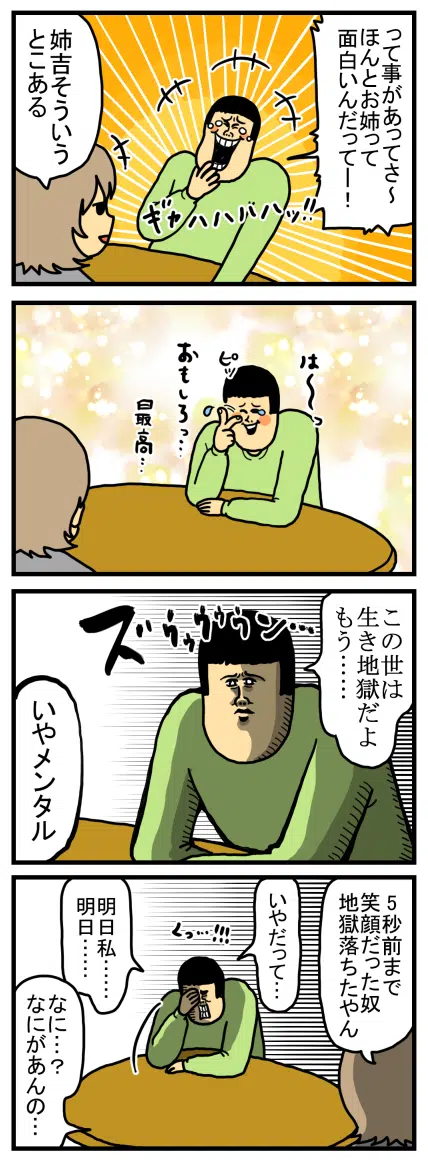 って事があってさ〜
ほんとお姉って
面白いんだってー！
姉吉そういう
とこある
ギャハハハバハッ!!
は〜〜っ
ピッ
おもしろっ…
最高…
この世は
生き地獄だよ
もう……
ズゥゥゥゥウン…
いやメンタル
5秒前まで
笑顔だった奴
地獄落ちたやん
いやだって…
くっ…!!!
明日私……
明日……
なに…？
なにがあんの…